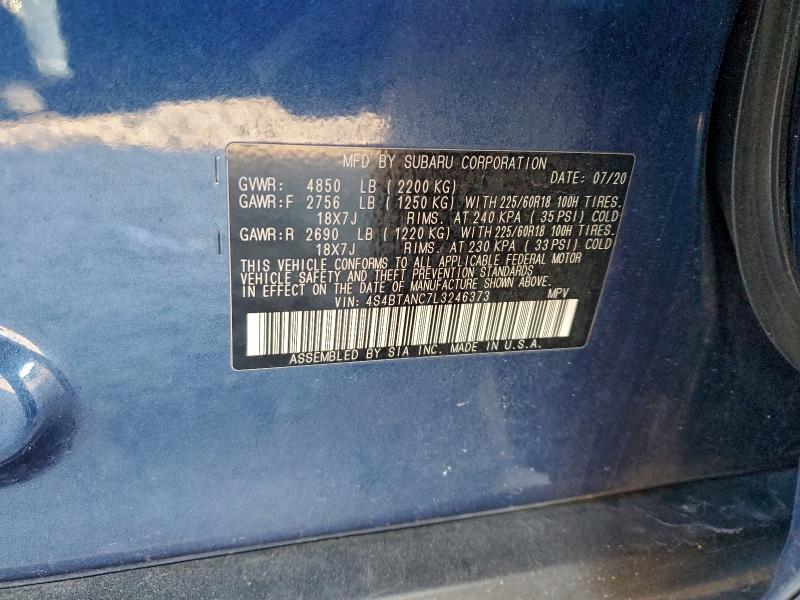 MFD BY SUBARU CORPORATION
DATE: 07/20
GVWR: 4850 LB (2200 KG)
GAWR:F 2756 LB (1250 KG) WITH 225/60R18 100H TIRES.
18X7J RIMS. AT 240 KPA (35 PSI) COLD
GAWR:R 2690 LB (1220 KG) WITH 225/60R18 100H TIRES.
18X7J RIMS. AT 230 KPA (33 PSI) COLD
THIS VEHICLE CONFORMS TO ALL APPLICABLE FEDERAL MOTOR
VEHICLE SAFETY AND THEFT PREVENTION STANDARDS
IN EFFECT ON THE DATE OF MANUFACTURE SHOWN ABOVE.
VIN: 4S4BTANC7L3246373 MPV
ASSEMBLED BY SIA INC. MADE IN U.S.A.